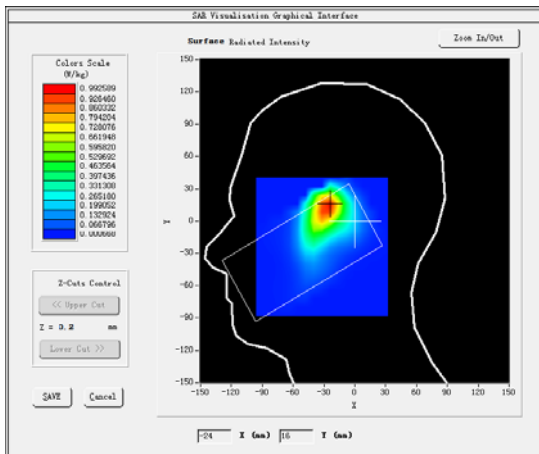 SAR Visualisation Graphical Interface
Surface Radiated Intensity
Zoom In/Out
Colors Scale
(W/kg)
0.992589
0.926460
0.860332
0.794204
0.728076
0.661948
0.595820
0.529692
0.463564
0.397436
0.331308
0.265180
0.199052
0.132924
0.066796
0.000668
Z-Cuts Control
<< Upper Cut
Z = 3.2 mm
Lower Cut >>
SAVE
Cancel
150
120
90
60
30
0
-30
-60
-90
-120
-150
Y
-150 -120 -90 -60 -30 0 30 60 90 120 150
X
-24 X (mm) 16 Y (mm)